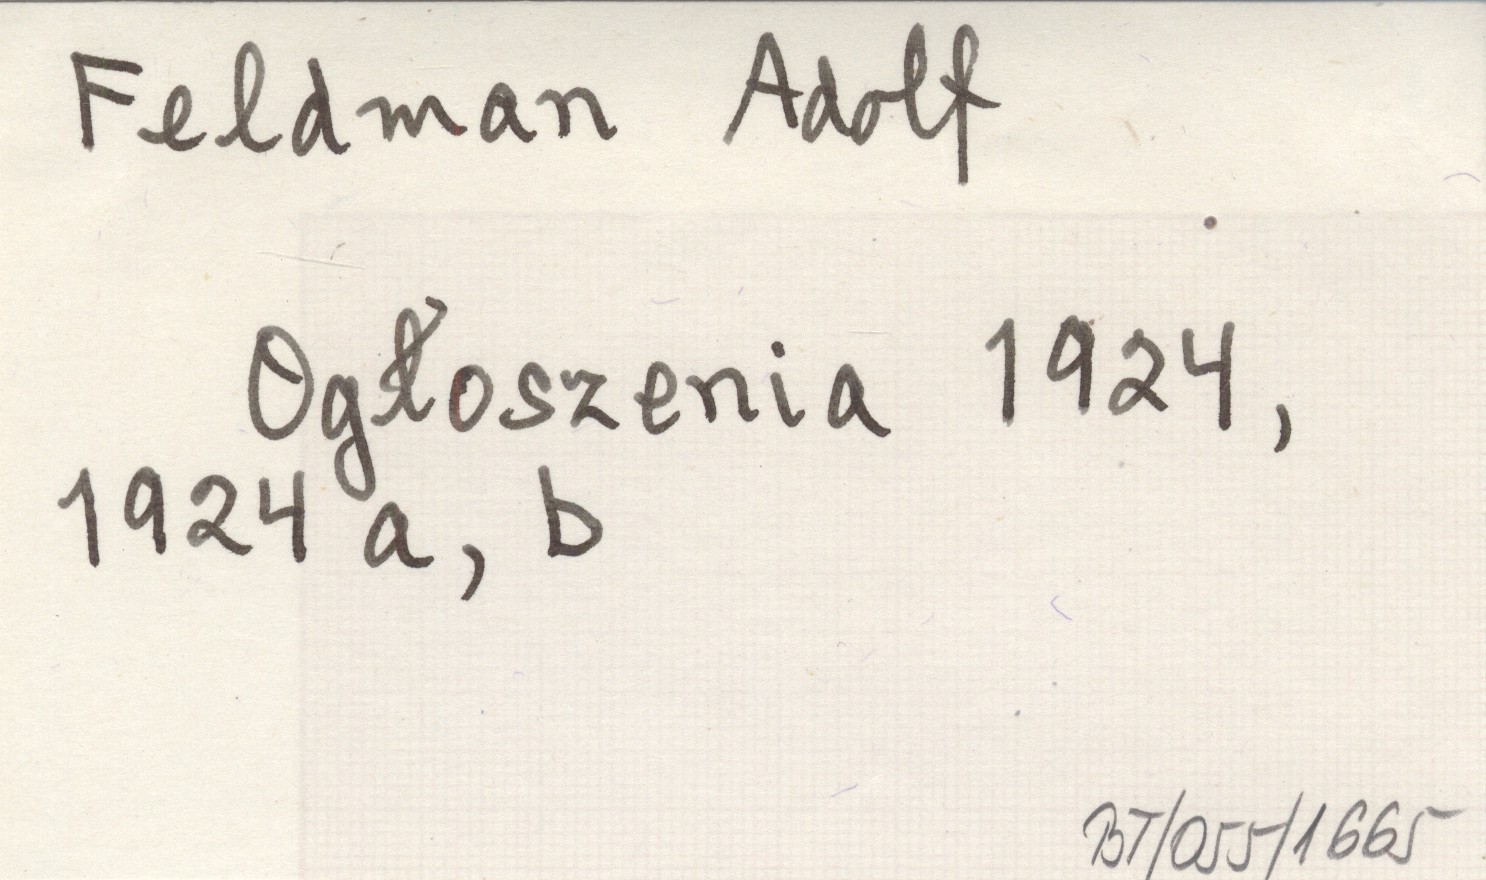 Feldman Adolf
Ogłoszenia 1924,
1924 a, b
BT/055/1665